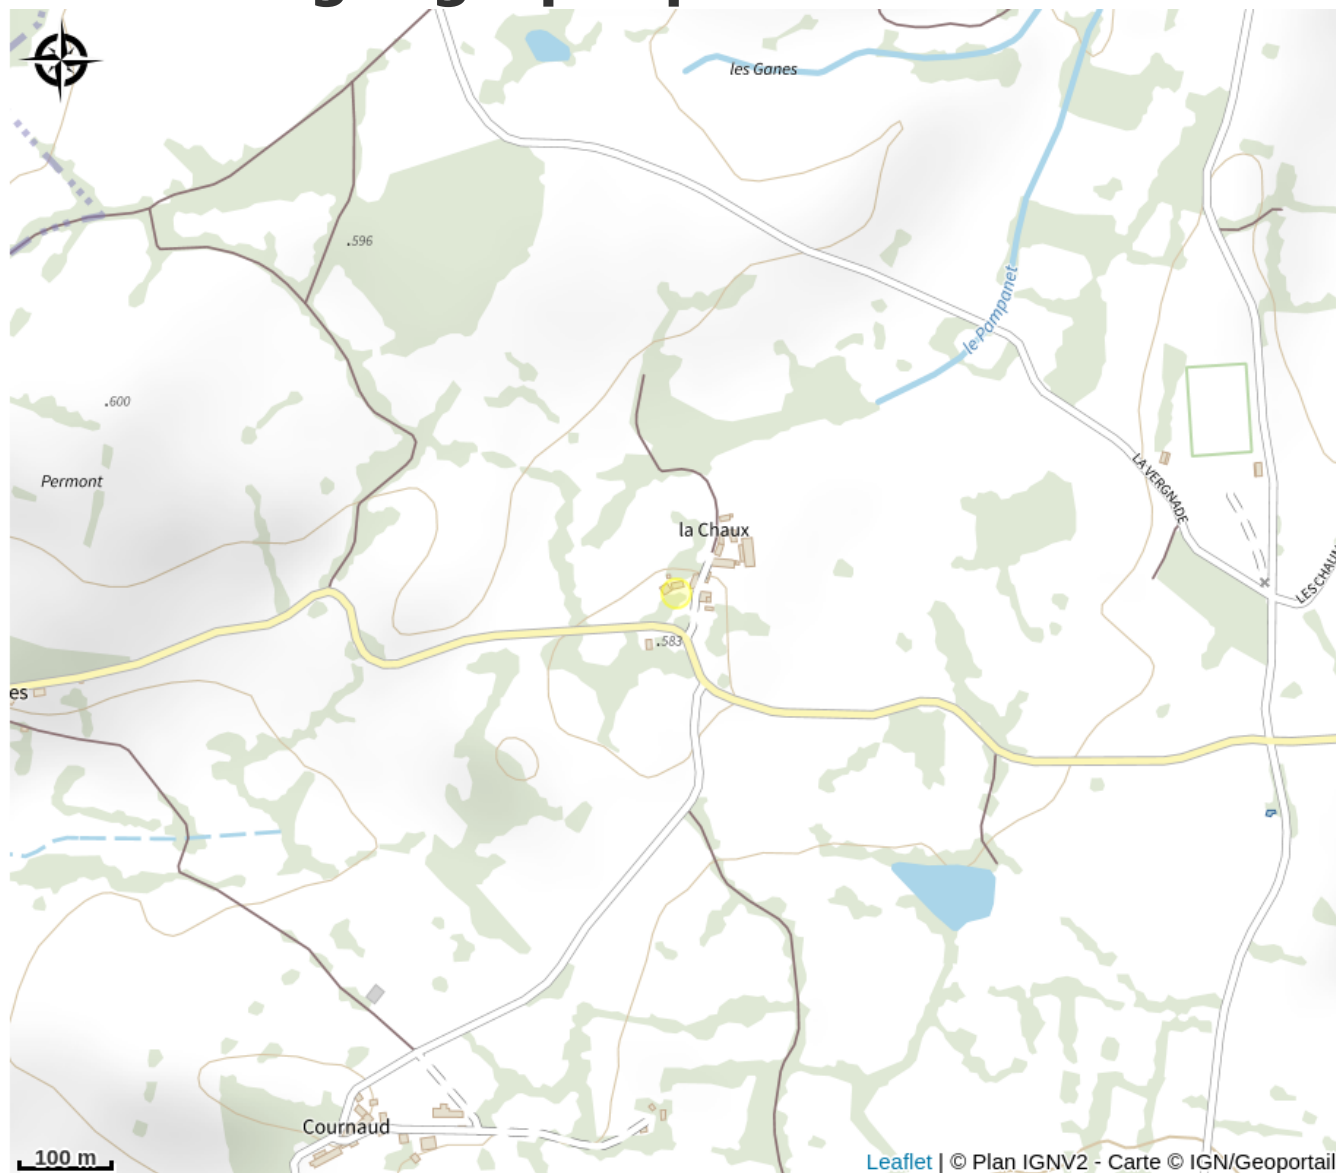 les Ganes
.596
le Pampanet
.600
Permont
LA VERGNADE
la Chaux
LES CHAUM
.583
es
Cournaud
100 m
Leaflet | © Plan IGNV2 - Carte © IGN/Geoportail